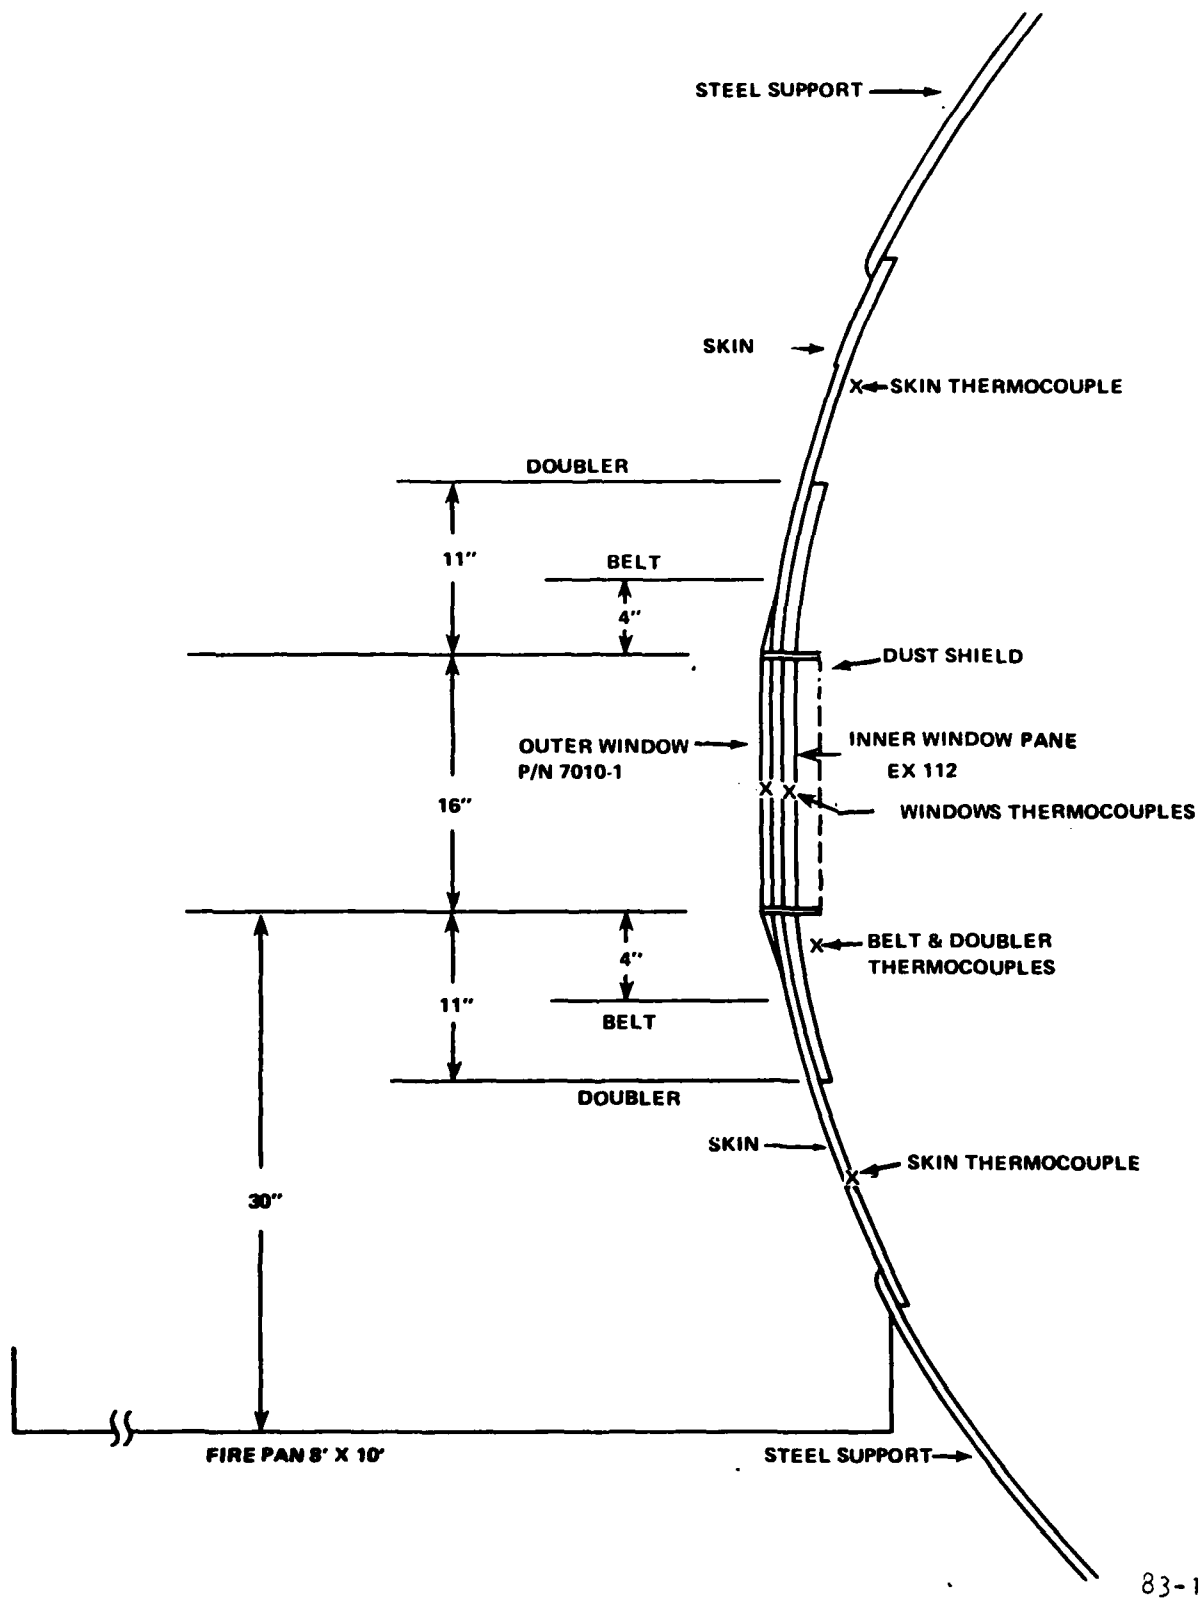 STEEL SUPPORT
SKIN
SKIN THERMOCOUPLE
DOUBLER
11"
BELT
4"
DUST SHIELD
OUTER WINDOW
P/N 7010-1
INNER WINDOW PANE
EX 112
16"
WINDOWS THERMOCOUPLES
BELT & DOUBLER
THERMOCOUPLES
4"
11"
BELT
DOUBLER
SKIN
SKIN THERMOCOUPLE
30"
FIRE PAN 8' X 10'
STEEL SUPPORT
83-1